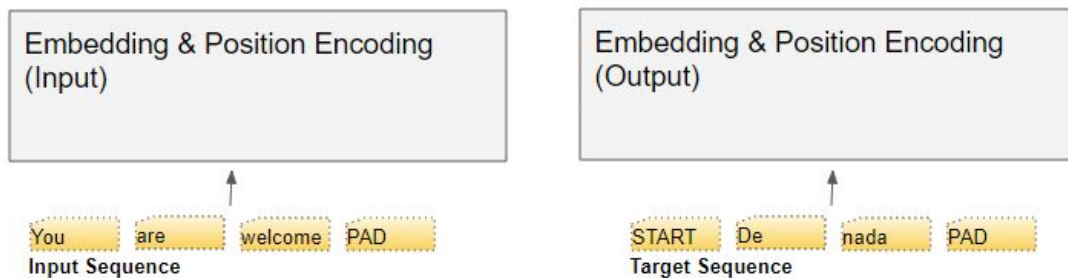 Embedding & Position Encoding
(Input)
You are welcome PAD
Input Sequence
Embedding & Position Encoding
(Output)
START De nada PAD
Target Sequence